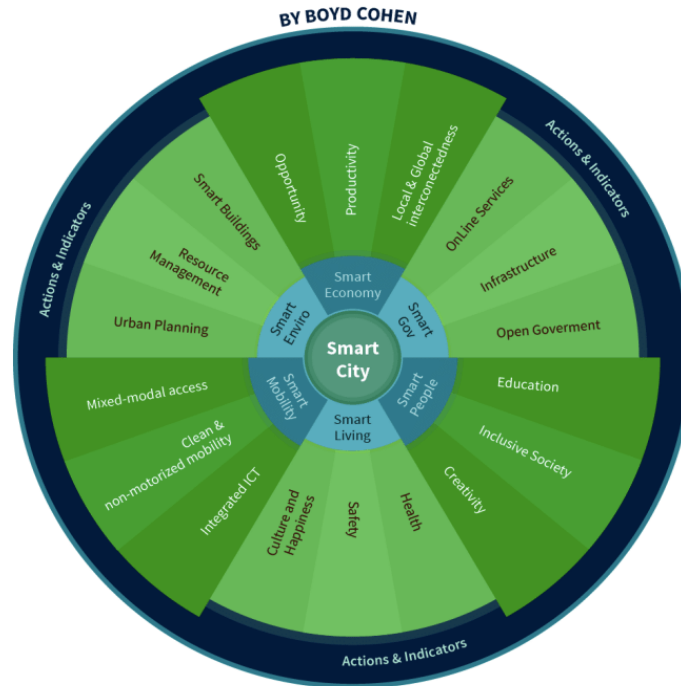 BY BOYD COHEN
Actions & Indicators
Actions & Indicators
Actions & Indicators
Opportunity
Productivity
Local & Global
interconectedness
OnLine Services
Infrastructure
Open Goverment
Education
Inclusive Society
Creativity
Health
Safety
Culture and
Happiness
Integrated ICT
Clean &
non-motorized mobility
Mixed-modal access
Urban Planning
Resource
Management
Smart Buildings
Smart
Economy
Smart
Gov
Smart
People
Smart
Living
Smart
Mobility
Smart
Enviro
Smart
City